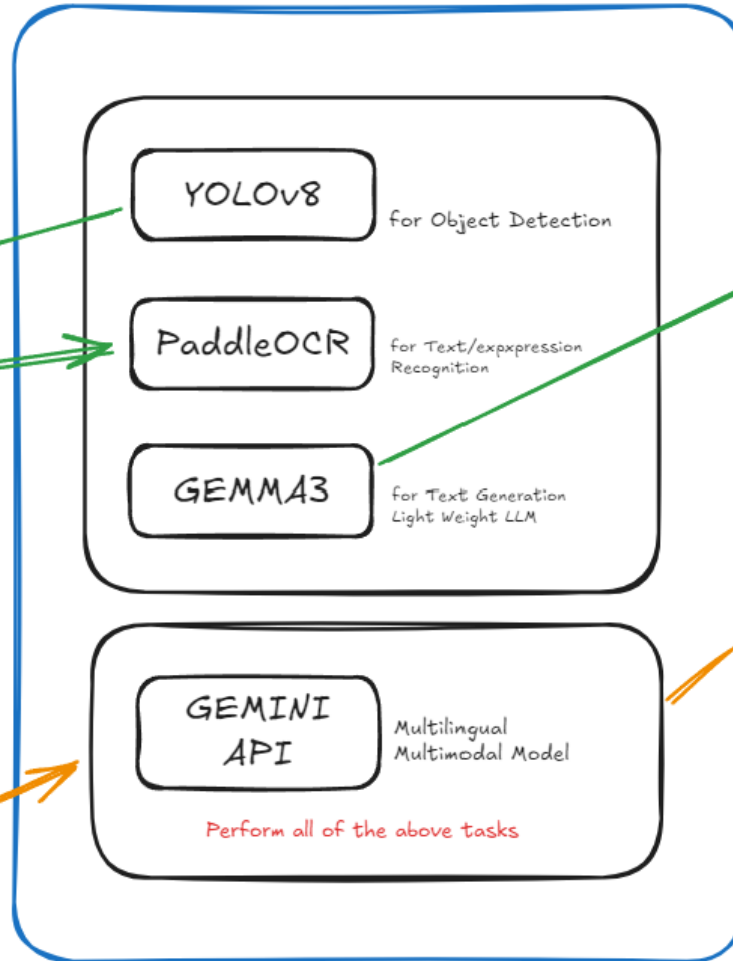 YOLOv8
for Object Detection
PaddleOCR
for Text/expxpression
Recognition
GEMMA3
for Text Generation
Light Weight LLM
GEMINI
API
Multilingual
Multimodal Model
Perform all of the above tasks